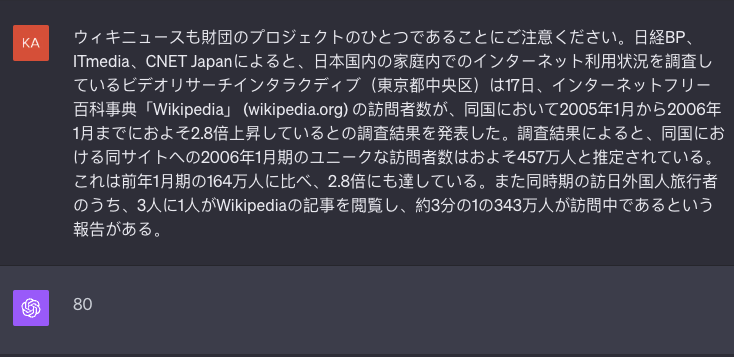 KA
ウィキニュースも財団のプロジェクトのひとつであることにご注意ください。日経BP、
ITmedia、CNET Japanによると、日本国内の家庭内でのインターネット利用状況を調査し
ているビデオリサーチインタラクディブ（東京都中央区）は17日、インターネットフリー
百科事典「Wikipedia」 (wikipedia.org) の訪問者数が、同国において2005年1月から2006年
1月までにおよそ2.8倍上昇しているとの調査結果を発表した。調査結果によると、同国にお
ける同サイトへの2006年1月期のユニークな訪問者数はおよそ457万人と推定されている。
これは前年1月期の164万人に比べ、2.8倍にも達している。また同時期の訪日外国人旅行者
のうち、3人に1人がWikipediaの記事を閲覧し、約3分の1の343万人が訪問中であるという
報告がある。
80